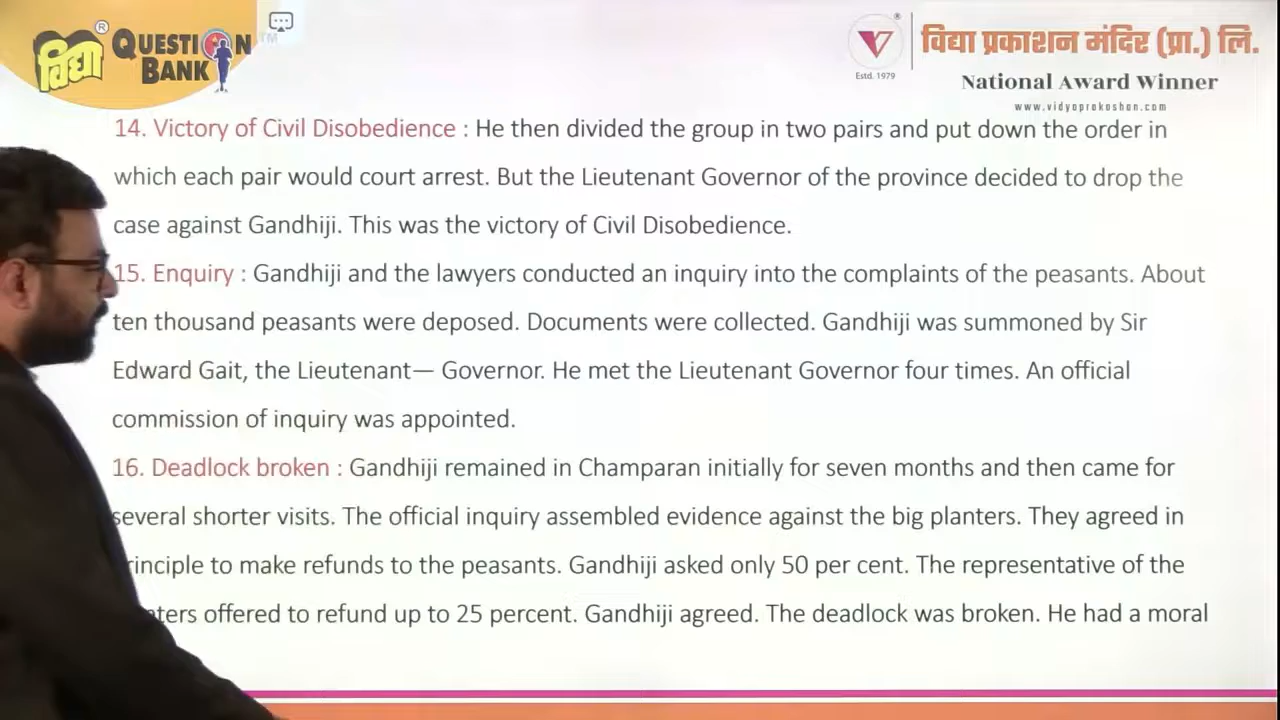 विद्या
®
QUESTION
BANK
TM
®
Estd. 1979
विद्या प्रकाशन मंदिर (प्रा.) लि.
National Award Winner
www.vidyaprakashan.com
14. Victory of Civil Disobedience : He then divided the group in two pairs and put down the order in
which each pair would court arrest. But the Lieutenant Governor of the province decided to drop the
case against Gandhiji. This was the victory of Civil Disobedience.
15. Enquiry : Gandhiji and the lawyers conducted an inquiry into the complaints of the peasants. About
ten thousand peasants were deposed. Documents were collected. Gandhiji was summoned by Sir
Edward Gait, the Lieutenant— Governor. He met the Lieutenant Governor four times. An official
commission of inquiry was appointed.
16. Deadlock broken : Gandhiji remained in Champaran initially for seven months and then came for
several shorter visits. The official inquiry assembled evidence against the big planters. They agreed in
rinciple to make refunds to the peasants. Gandhiji asked only 50 per cent. The representative of the
ters offered to refund up to 25 percent. Gandhiji agreed. The deadlock was broken. He had a moral